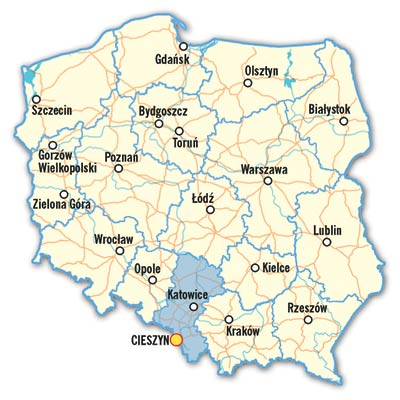 Gdańsk
Olsztyn
Szczecin
Bydgoszcz
Białystok
Toruń
Gorzów
Wielkopolski
Poznań
Warszawa
Zielona Góra
Łódź
Wrocław
Lublin
Opole
Kielce
Katowice
Rzeszów
Kraków
CIESZYN